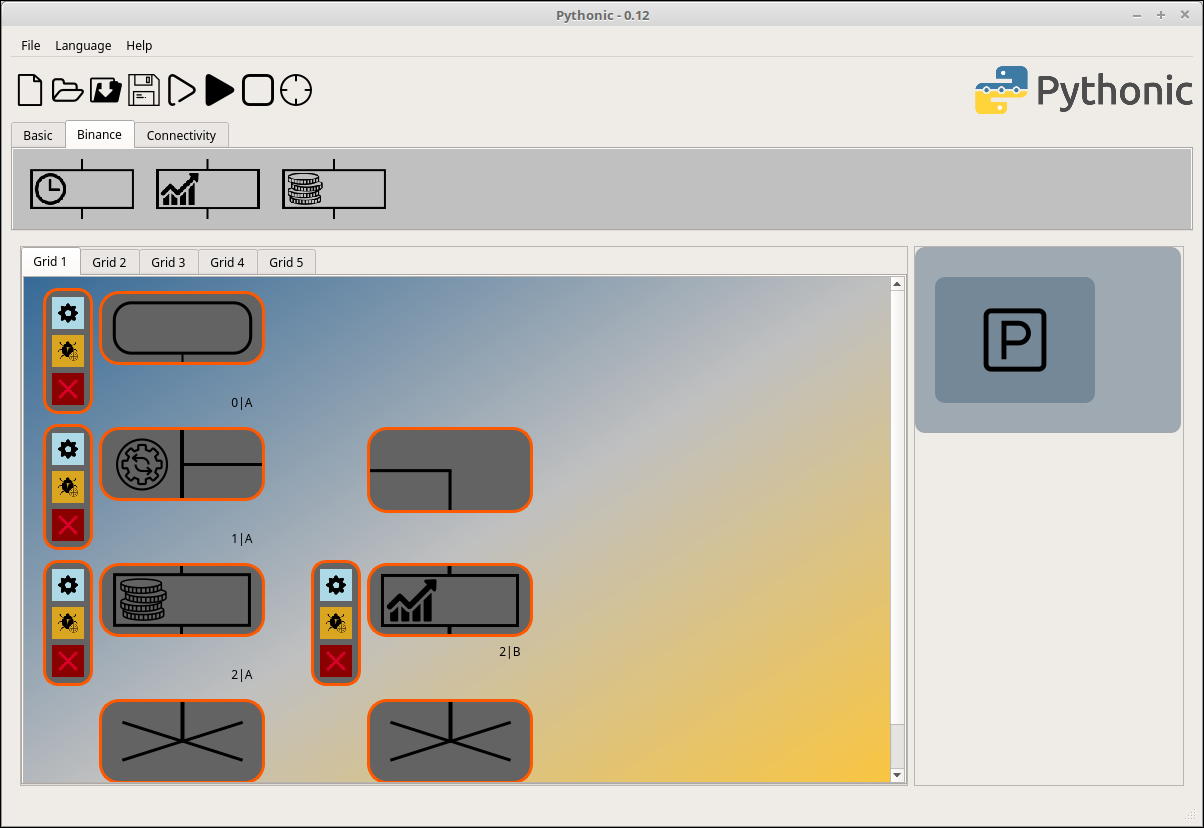 Pythonic - 0.12
File Language Help
Pythonic
Basic Binance Connectivity
Grid 1 Grid 2 Grid 3 Grid 4 Grid 5
P
0|A
1|A
2|B
2|A